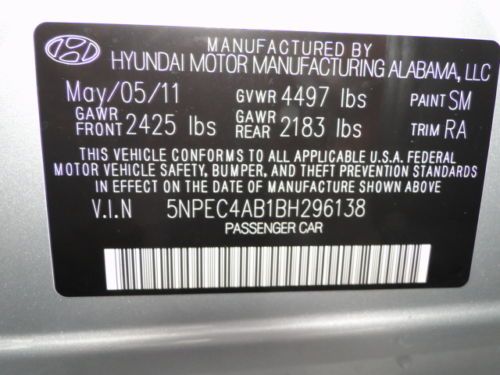 MANUFACTURED BY
HYUNDAI MOTOR MANUFACTURING ALABAMA, LLC
May/05/11 GVWR 4497 lbs PAINT SM
GAWR FRONT 2425 lbs GAWR REAR 2183 lbs TRIM RA
THIS VEHICLE CONFORMS TO ALL APPLICABLE U.S.A. FEDERAL
MOTOR VEHICLE SAFETY, BUMPER, AND THEFT PREVENTION STANDARDS
IN EFFECT ON THE DATE OF MANUFACTURE SHOWN ABOVE.
V.I.N 5NPEC4AB1BH296138
PASSENGER CAR